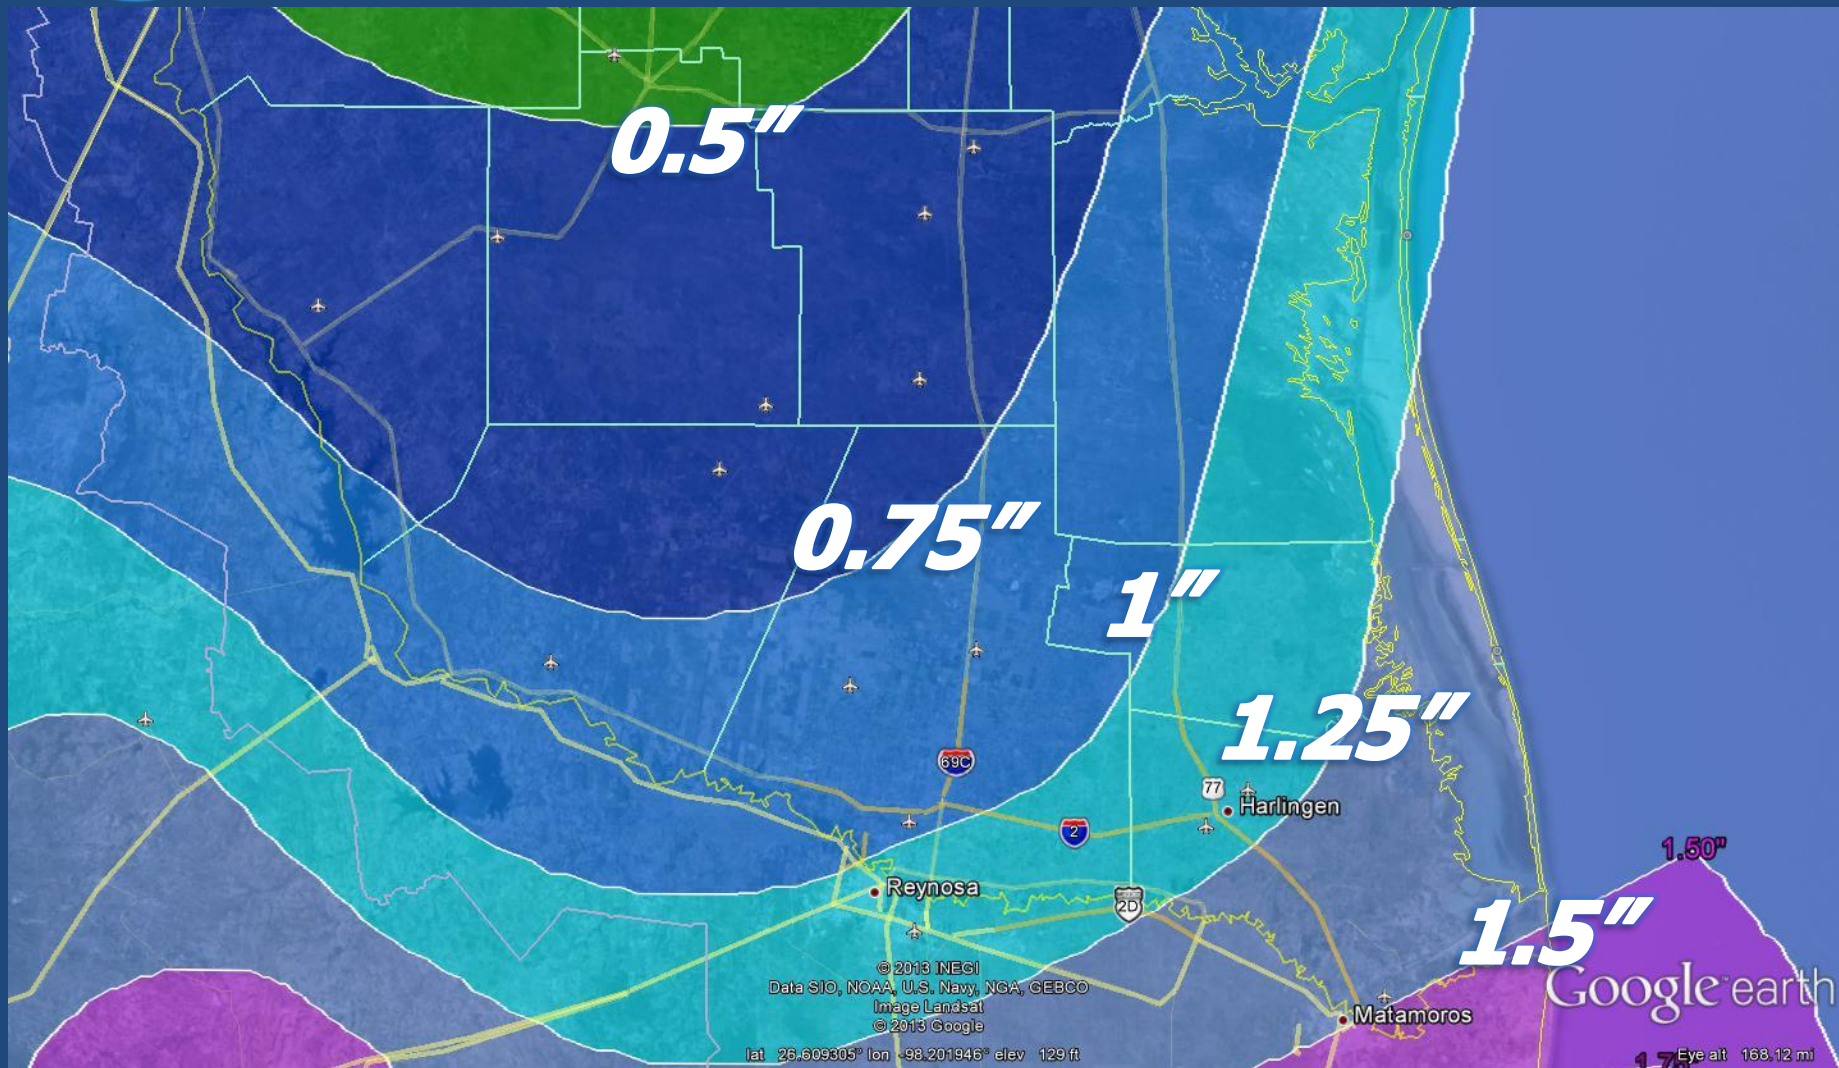 0.5"
0.75"
1"
1.25"
69C
77
Harlingen
2
1.50"
Reynosa
2D
1.5"
© 2013 INEGI
Data SIO, NOAA, U.S. Navy, NGA, GEBCO
Image Landsat
© 2013 Google
Google earth
Matamoros
lat 26.609305° lon -98.201946° elev 129 ft
Eye alt 168.12 mi